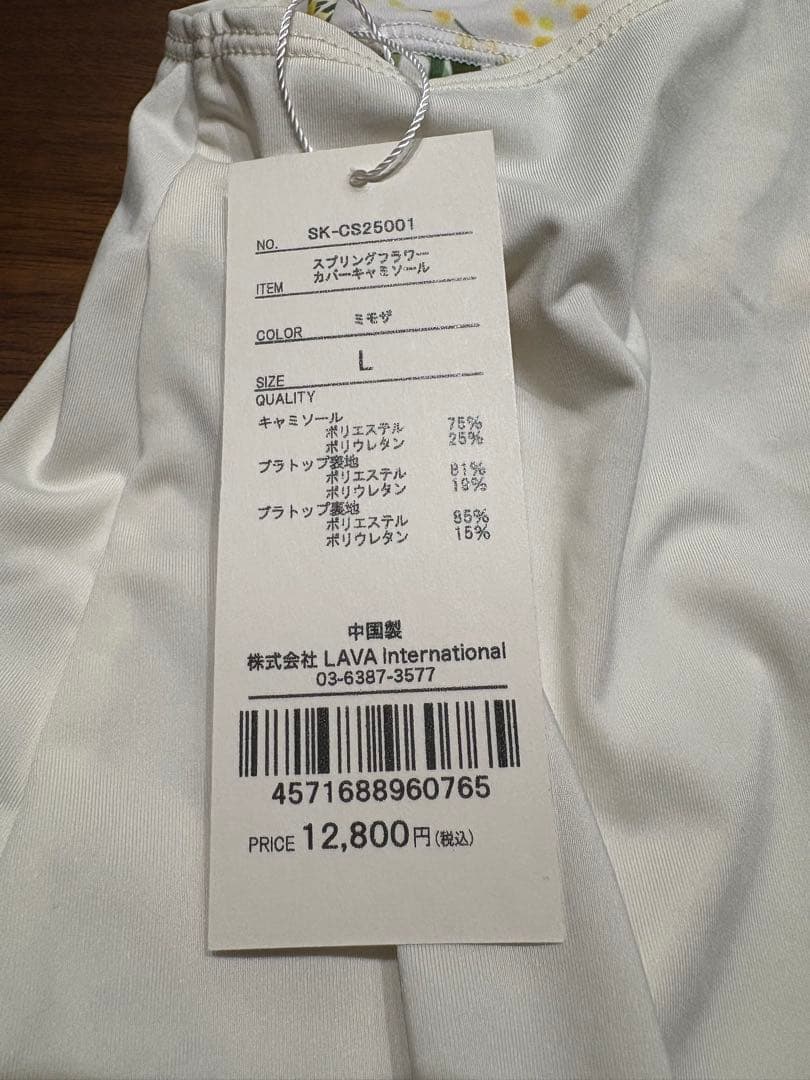 NO. SK-CS25001
スプリングフラワー
ITEM カバーキャミソール
COLOR ミモザ
SIZE L
QUALITY
キャミソール
ポリエステル 75%
ポリウレタン 25%
ブラトップ表地
ポリエステル 81%
ポリウレタン 19%
ブラトップ裏地
ポリエステル 85%
ポリウレタン 15%
中国製
株式会社 LAVA International
03-6387-3577
4571688960765
PRICE 12,800円(税込)